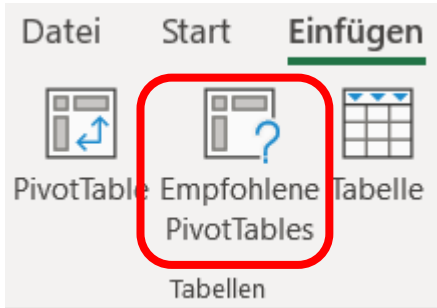 Datei Start Einfügen
PivotTable Empfohlene Tabelle
PivotTables
Tabellen